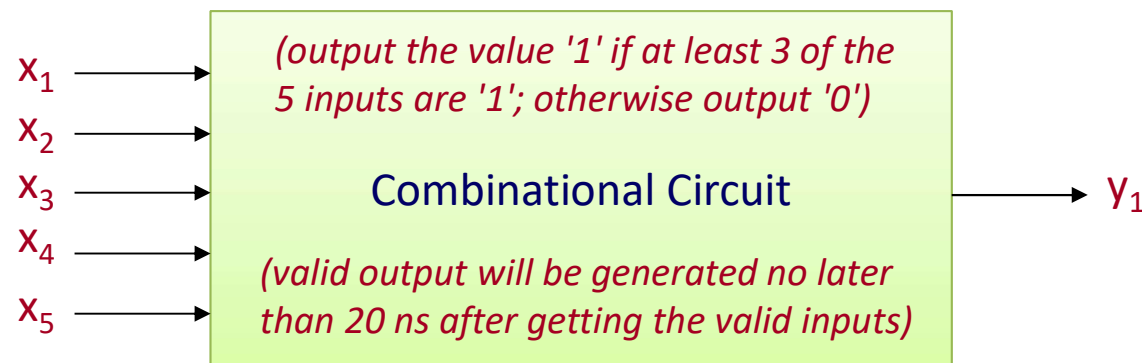 x₁
x₂
x₃
x₄
x₅
(output the value '1' if at least 3 of the
5 inputs are '1'; otherwise output '0')
Combinational Circuit
(valid output will be generated no later
than 20 ns after getting the valid inputs)
y₁